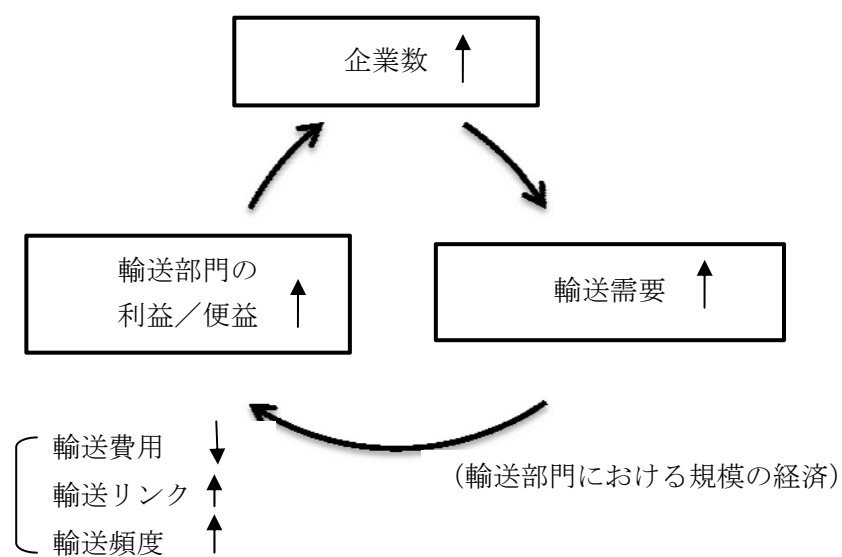 企業数
輸送部門の
利益／便益
輸送需要
輸送費用
輸送リンク
輸送頻度
（輸送部門における規模の経済）